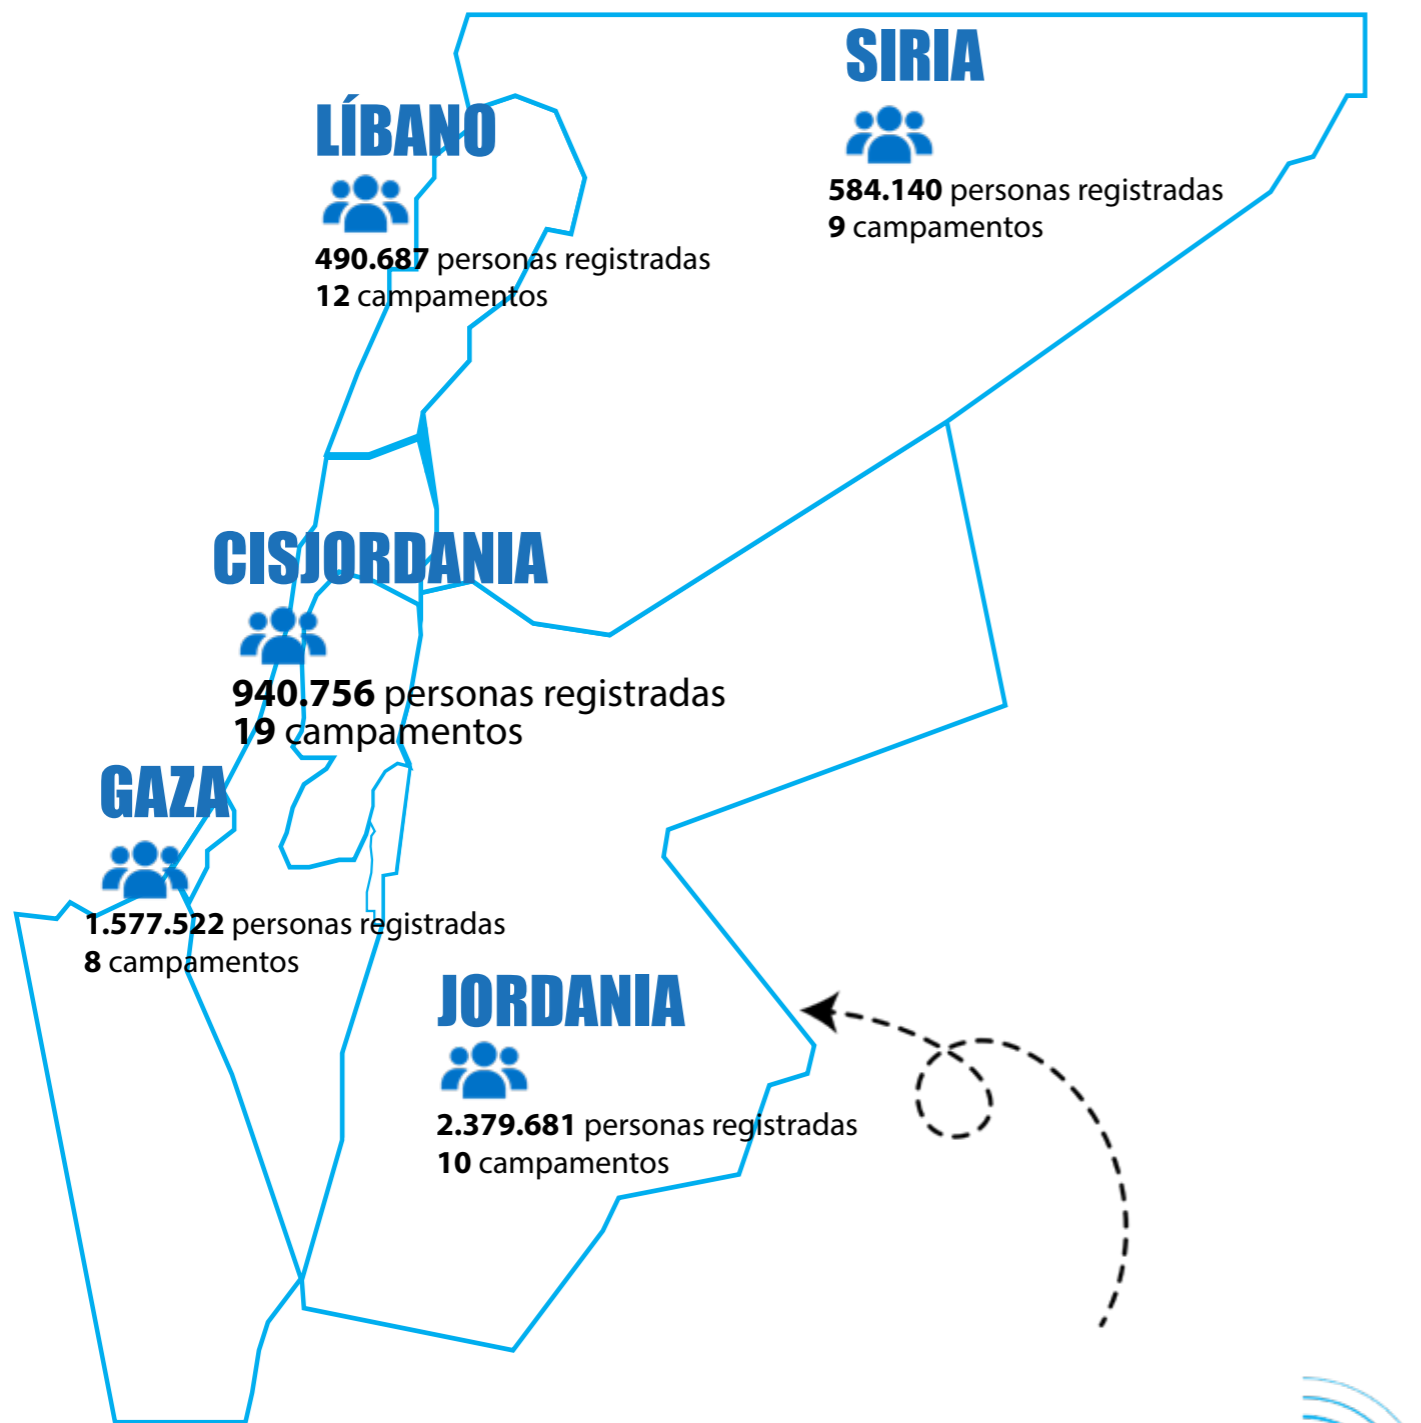 SIRIA
584.140 personas registradas
9 campamentos
LÍBANO
490.687 personas registradas
12 campamentos
CISJORDANIA
940.756 personas registradas
19 campamentos
GAZA
1.577.522 personas registradas
8 campamentos
JORDANIA
2.379.681 personas registradas
10 campamentos